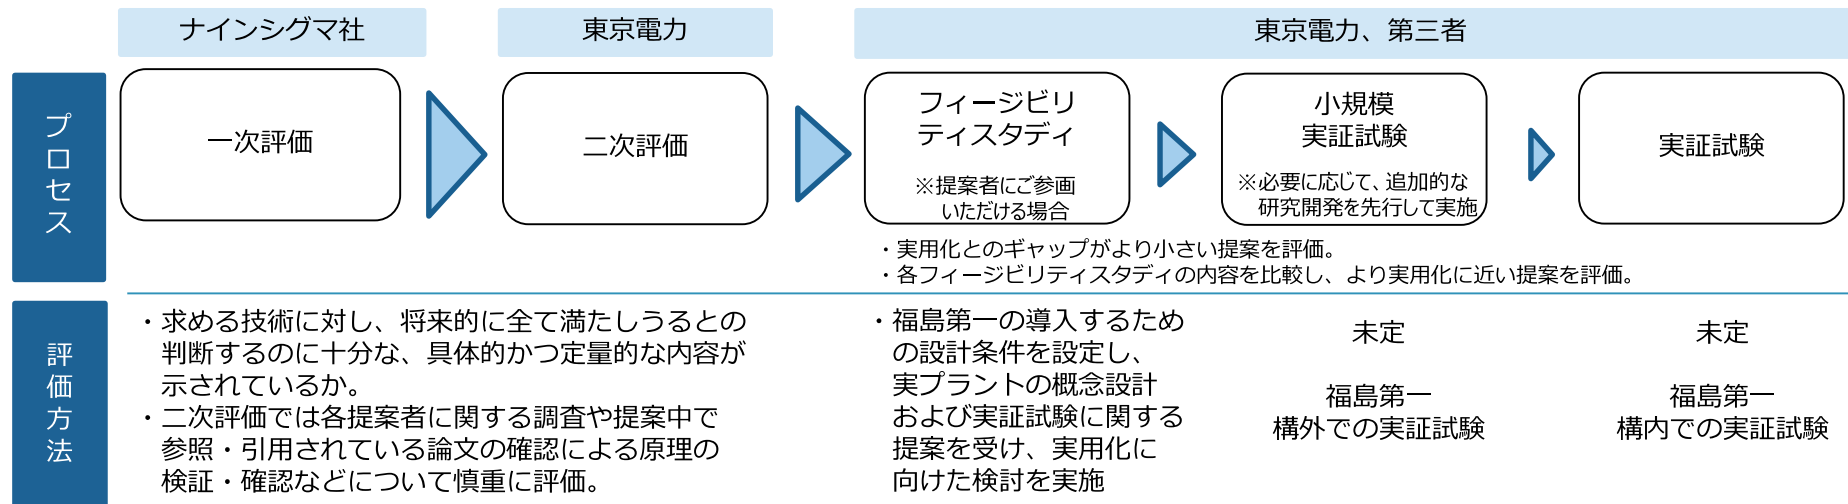 ナインシグマ社
東京電力
東京電力、第三者
プロセス
一次評価
二次評価
フィージビリ
ティスタディ
※提案者にご参画
いただける場合
小規模
実証試験
※必要に応じて、追加的な
研究開発を先行して実施
実証試験
・実用化とのギャップがより小さい提案を評価。
・各フィージビリティスタディの内容を比較し、より実用化に近い提案を評価。
評価方法
・求める技術に対し、将来的に全て満たしうるとの
判断するのに十分な、具体的かつ定量的な内容が
示されているか。
・二次評価では各提案者に関する調査や提案中で
参照・引用されている論文の確認による原理の
検証・確認などについて慎重に評価。
・福島第一の導入するため
の設計条件を設定し、
実プラントの概念設計
および実証試験に関する
提案を受け、実用化に
向けた検討を実施
未定
福島第一
構外での実証試験
未定
福島第一
構内での実証試験